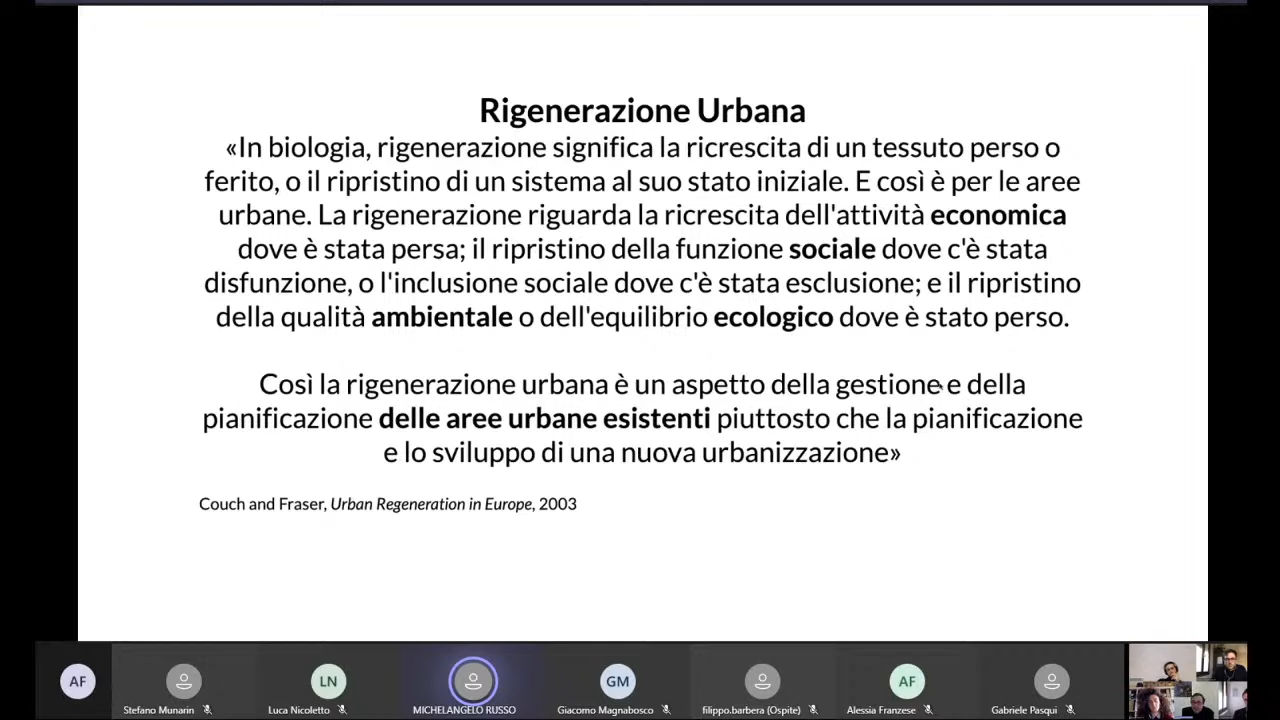 Rigenerazione Urbana
«In biologia, rigenerazione significa la ricrescita di un tessuto perso o
ferito, o il ripristino di un sistema al suo stato iniziale. E così è per le aree
urbane. La rigenerazione riguarda la ricrescita dell'attività economica
dove è stata persa; il ripristino della funzione sociale dove c'è stata
disfunzione, o l'inclusione sociale dove c'è stata esclusione; e il ripristino
della qualità ambientale o dell'equilibrio ecologico dove è stato perso.
Così la rigenerazione urbana è un aspetto della gestione e della
pianificazione delle aree urbane esistenti piuttosto che la pianificazione
e lo sviluppo di una nuova urbanizzazione»
Couch and Fraser, Urban Regeneration in Europe, 2003
AF
LN
GM
AF
Stefano Munarin
Luca Nicoletto
MICHELANGELO RUSSO
Giacomo Magnabosco
filippo.barbera (Ospite)
Alessia Franzese
Gabriele Pasqui